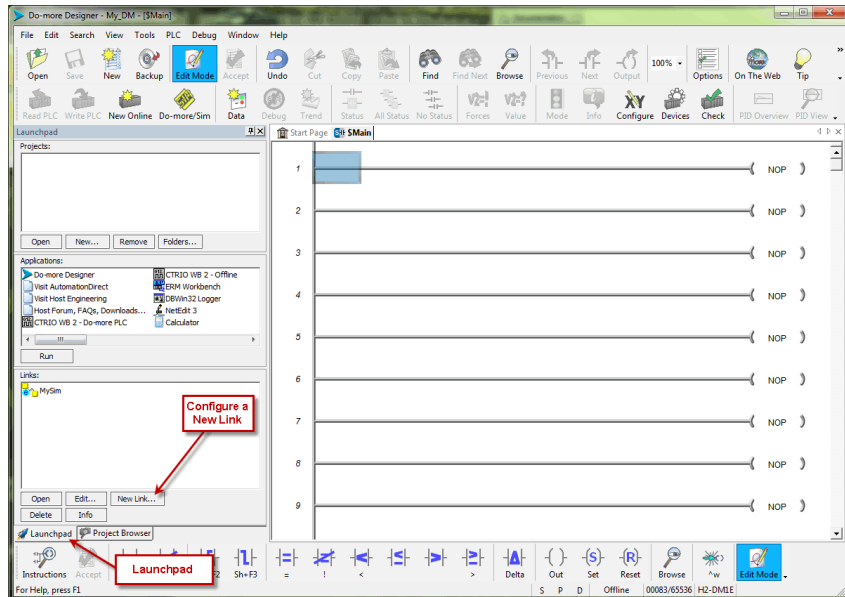 Do-more Designer - My_DM - [$Main]
File Edit Search View Tools PLC Debug Window Help
Open Save New Backup Edit Mode Accept Undo Cut Copy Paste Find Find Next Browse Previous Next Output 100% Options On The Web Tip
Read PLC Write PLC New Online Do-more/Sim Data Debug Trend Status All Status No Status Forces Value Mode Info Configure Devices Check PID Overview PID View
Launchpad
Start Page $Main
Projects:
Open New... Remove Folders...
Applications:
Do-more Designer CTRIO WB 2 - Offline
Visit AutomationDirect ERM Workbench
Visit Host Engineering DBWin32 Logger
Host Forum, FAQs, Downloads... NetEdit 3
CTRIO WB 2 - Do-more PLC Calculator
Run
Links:
MySim
Configure a
New Link
Open Edit... New Link...
Delete Info
Launchpad Project Browser
1 NOP
2 NOP
3 NOP
4 NOP
5 NOP
6 NOP
7 NOP
8 NOP
9 NOP
Launchpad
Instructions Accept F2 Sh+F3 = ! < > Delta Out Set Reset Browse ^w Edit Mode
For Help, press F1
S P D Offline 00083/65536 H2-DM1E